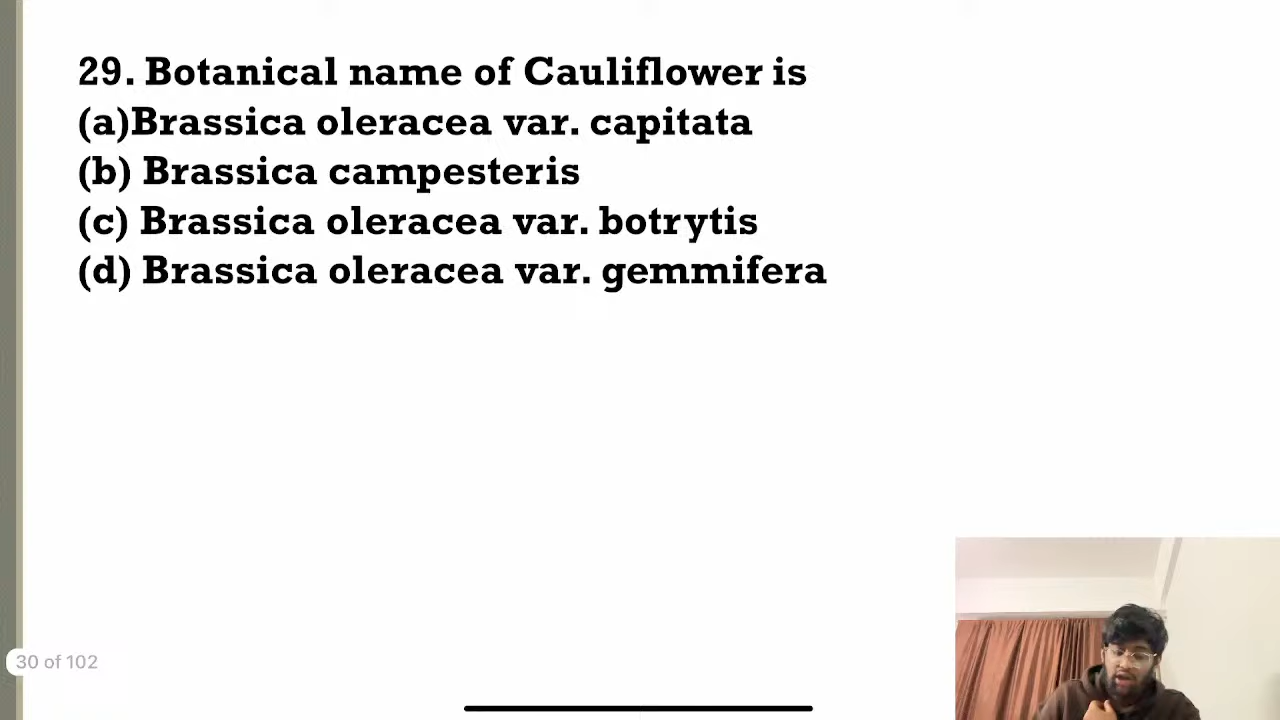 29. Botanical name of Cauliflower is
(a)Brassica oleracea var. capitata
(b) Brassica campesteris
(c) Brassica oleracea var. botrytis
(d) Brassica oleracea var. gemmifera
30 of 102